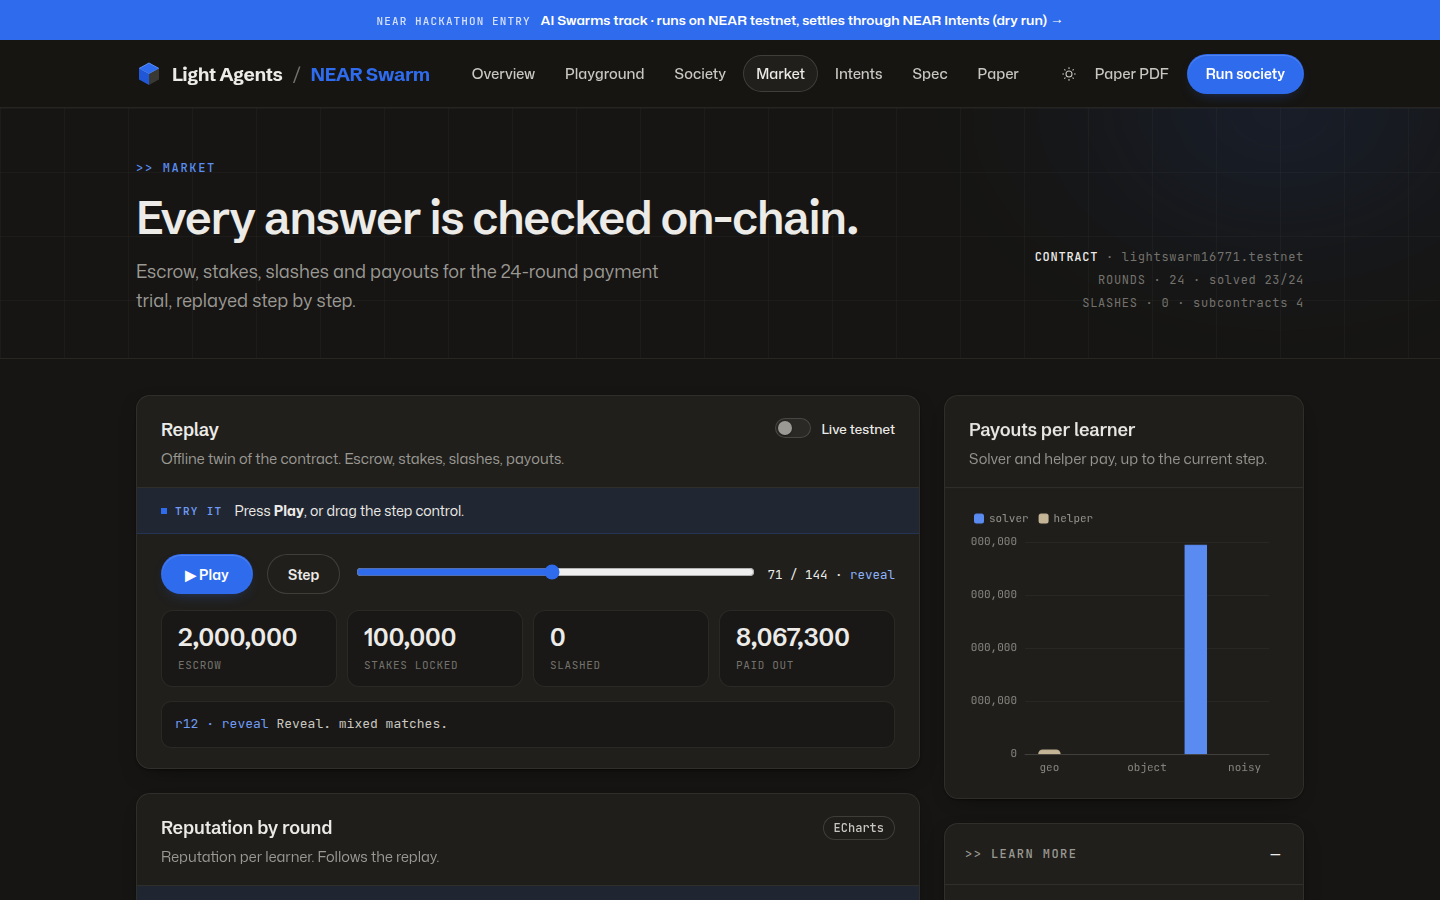 NEAR HACKATHON ENTRY AI Swarms track · runs on NEAR testnet, settles through NEAR Intents (dry run) →
Light Agents / NEAR Swarm Overview Playground Society Market Intents Spec Paper Paper PDF Run society
>> MARKET
Every answer is checked on-chain.
Escrow, stakes, slashes and payouts for the 24-round payment
trial, replayed step by step.
CONTRACT · lightswarm16771.testnet
ROUNDS · 24 · solved 23/24
SLASHES · 0 · subcontracts 4
Replay
Live testnet
Offline twin of the contract. Escrow, stakes, slashes, payouts.
TRY IT Press Play, or drag the step control.
▶ Play Step 71 / 144 · reveal
2,000,000
ESCROW
100,000
STAKES LOCKED
0
SLASHED
8,067,300
PAID OUT
r12 · reveal Reveal. mixed matches.
Reputation by round
ECharts
Reputation per learner. Follows the replay.
Payouts per learner
Solver and helper pay, up to the current step.
solver helper
000,000
000,000
000,000
000,000
0
geo object noisy
>> LEARN MORE —